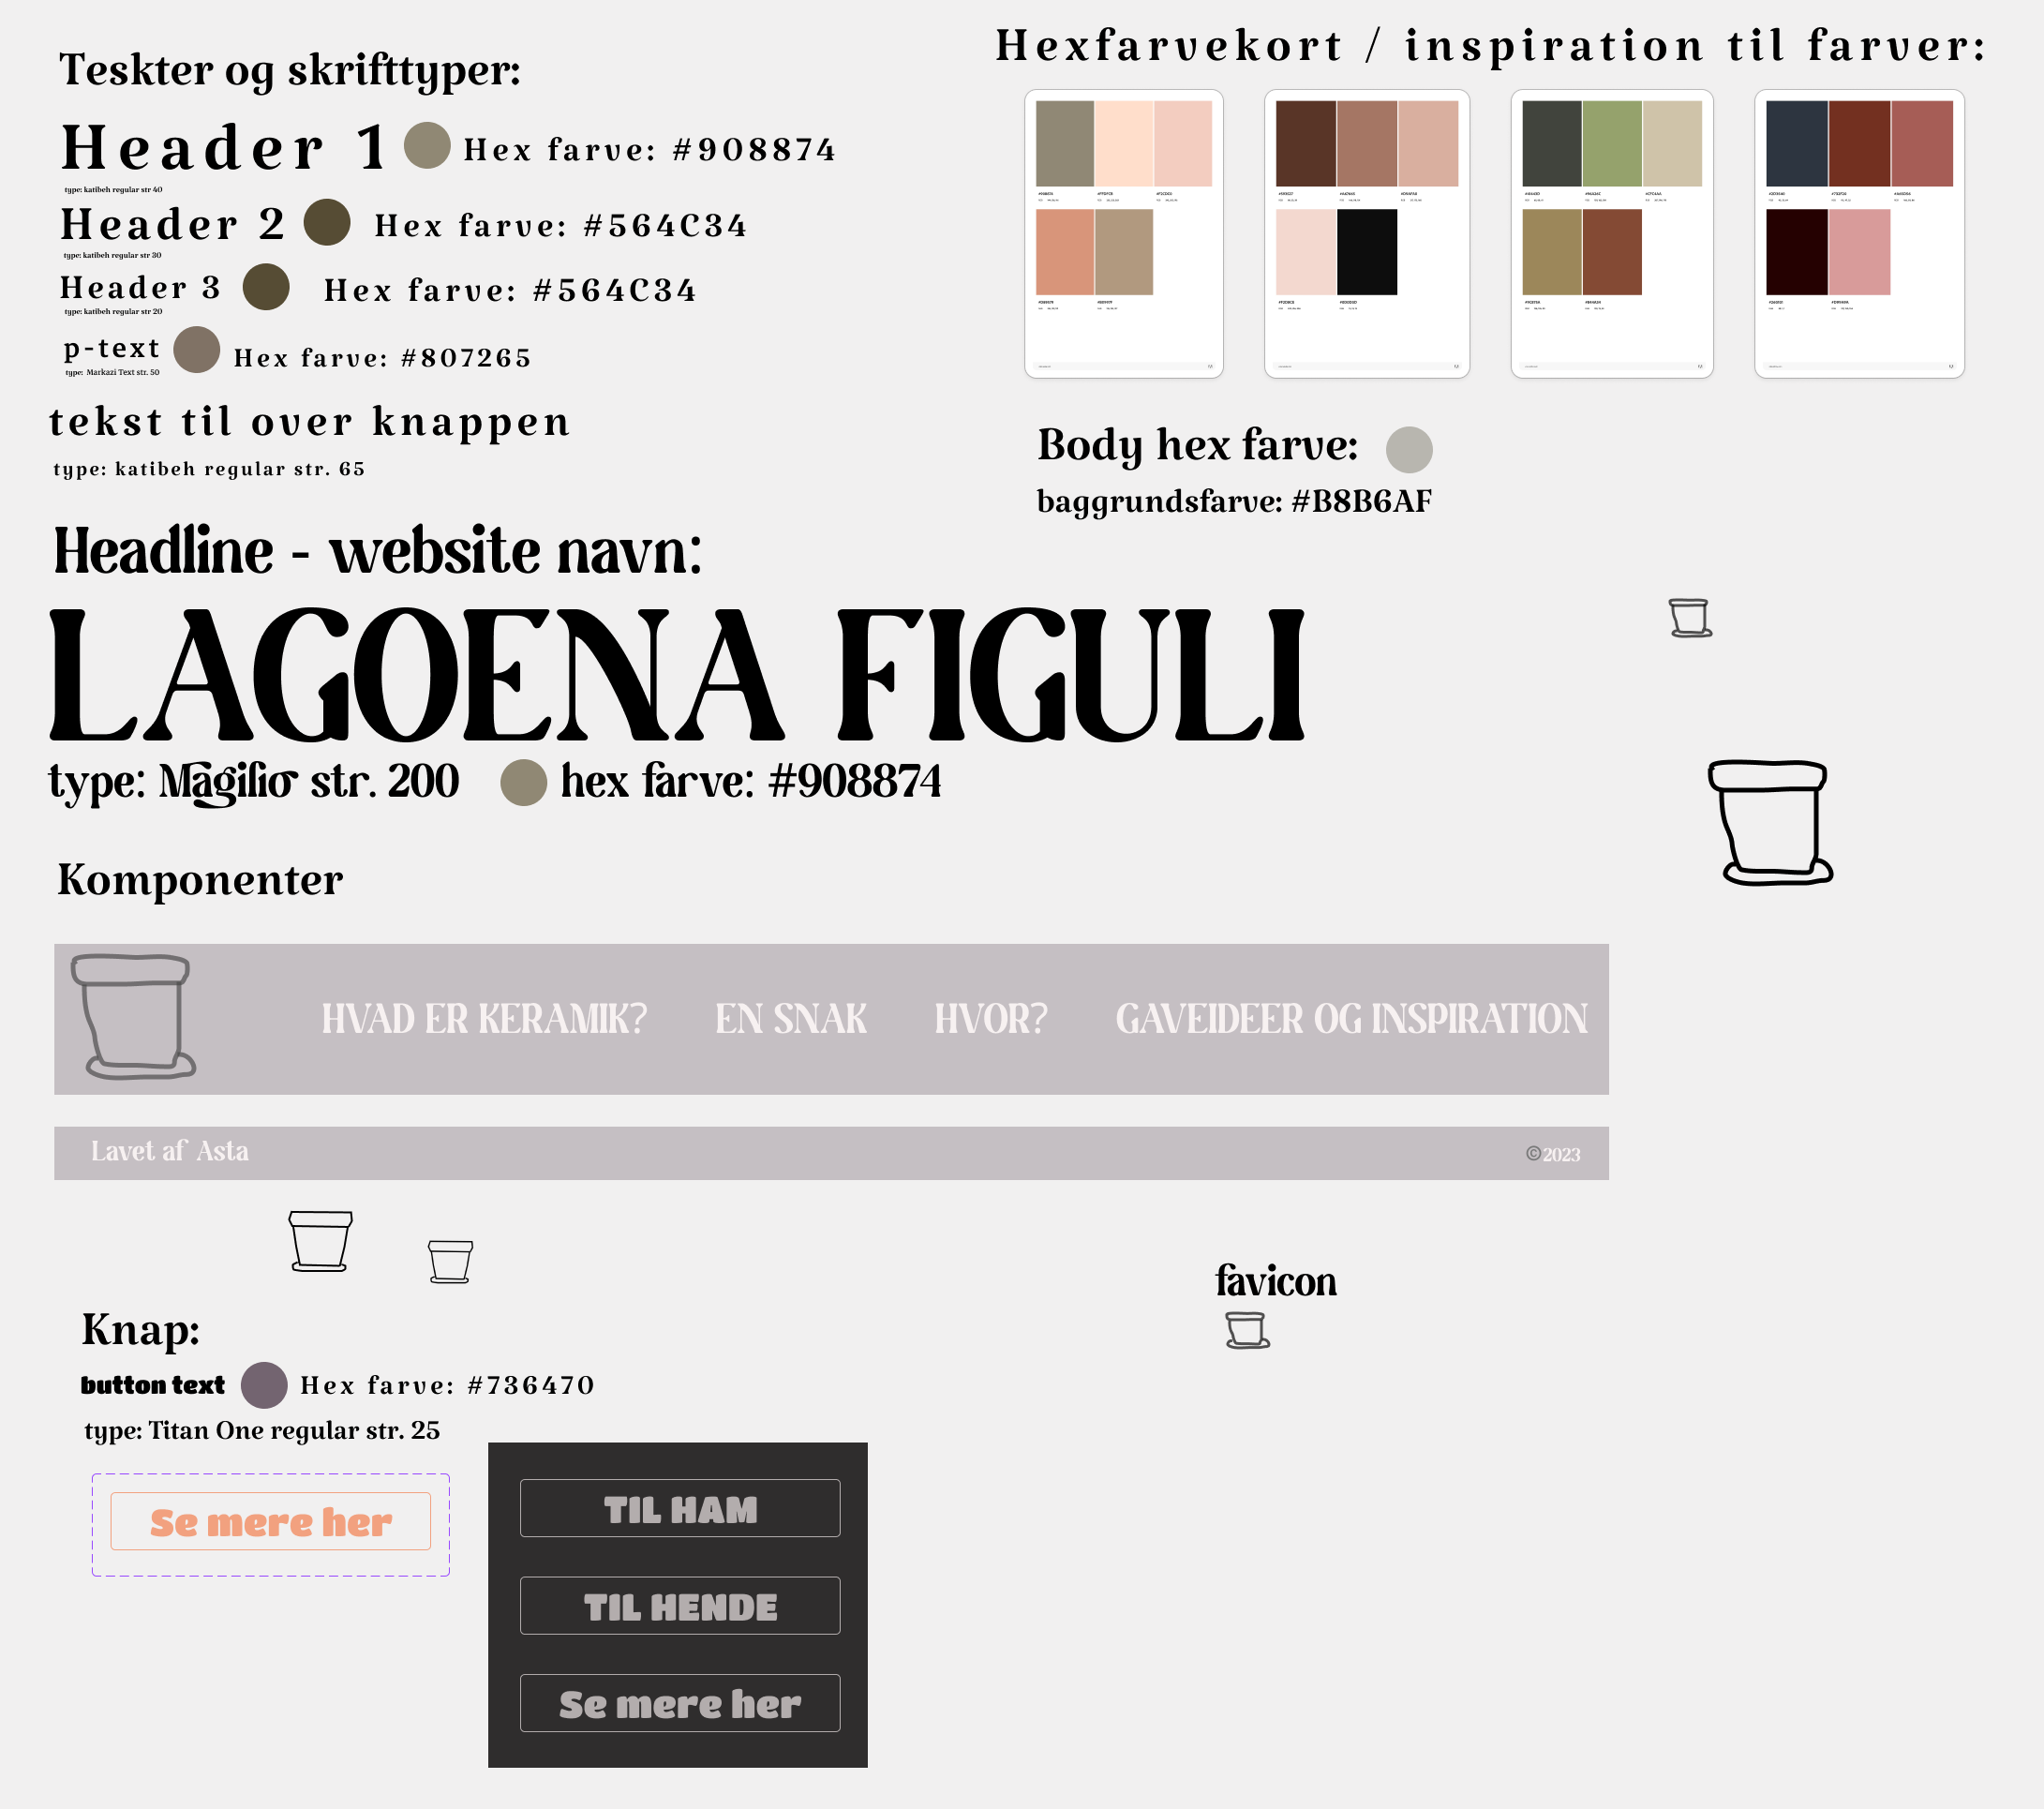 Teskter og skrifttyper:
Header 1 Hex farve: #908874
type: katibeh regular str 40
Header 2 Hex farve: #564C34
type: katibeh regular str 30
Header 3 Hex farve: #564C34
type: katibeh regular str 20
p-text Hex farve: #807265
type: Markazi Text str. 50
tekst til over knappen
type: katibeh regular str. 65
Hexfarvekort / inspiration til farver:
Body hex farve:
baggrundsfarve: #B8B6AF
Headline - website navn:
LAGOENA FIGULI
type: Magilio str. 200 hex farve: #908874
Komponenter
HVAD ER KERAMIK? EN SNAK HVOR? GAVEIDEER OG INSPIRATION
Lavet af Asta ©2023
favicon
Knap:
button text Hex farve: #736470
type: Titan One regular str. 25
Se mere her
TIL HAM
TIL HENDE
Se mere her